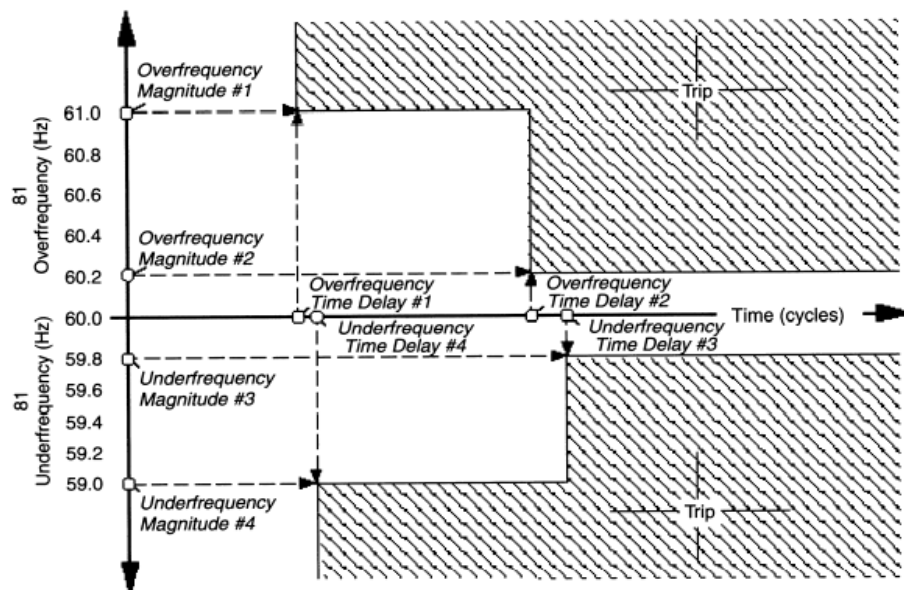 Overfrequency
Magnitude #1
Trip
61.0
60.8
60.6
60.4
81
Overfrequency (Hz)
Overfrequency
Magnitude #2
60.2
Overfrequency
Time Delay #1
Overfrequency
Time Delay #2
60.0
Time (cycles)
Underfrequency
Time Delay #4
Underfrequency
Time Delay #3
59.8
59.6
59.4
59.2
59.0
81
Underfrequency (Hz)
Underfrequency
Magnitude #3
Underfrequency
Magnitude #4
Trip